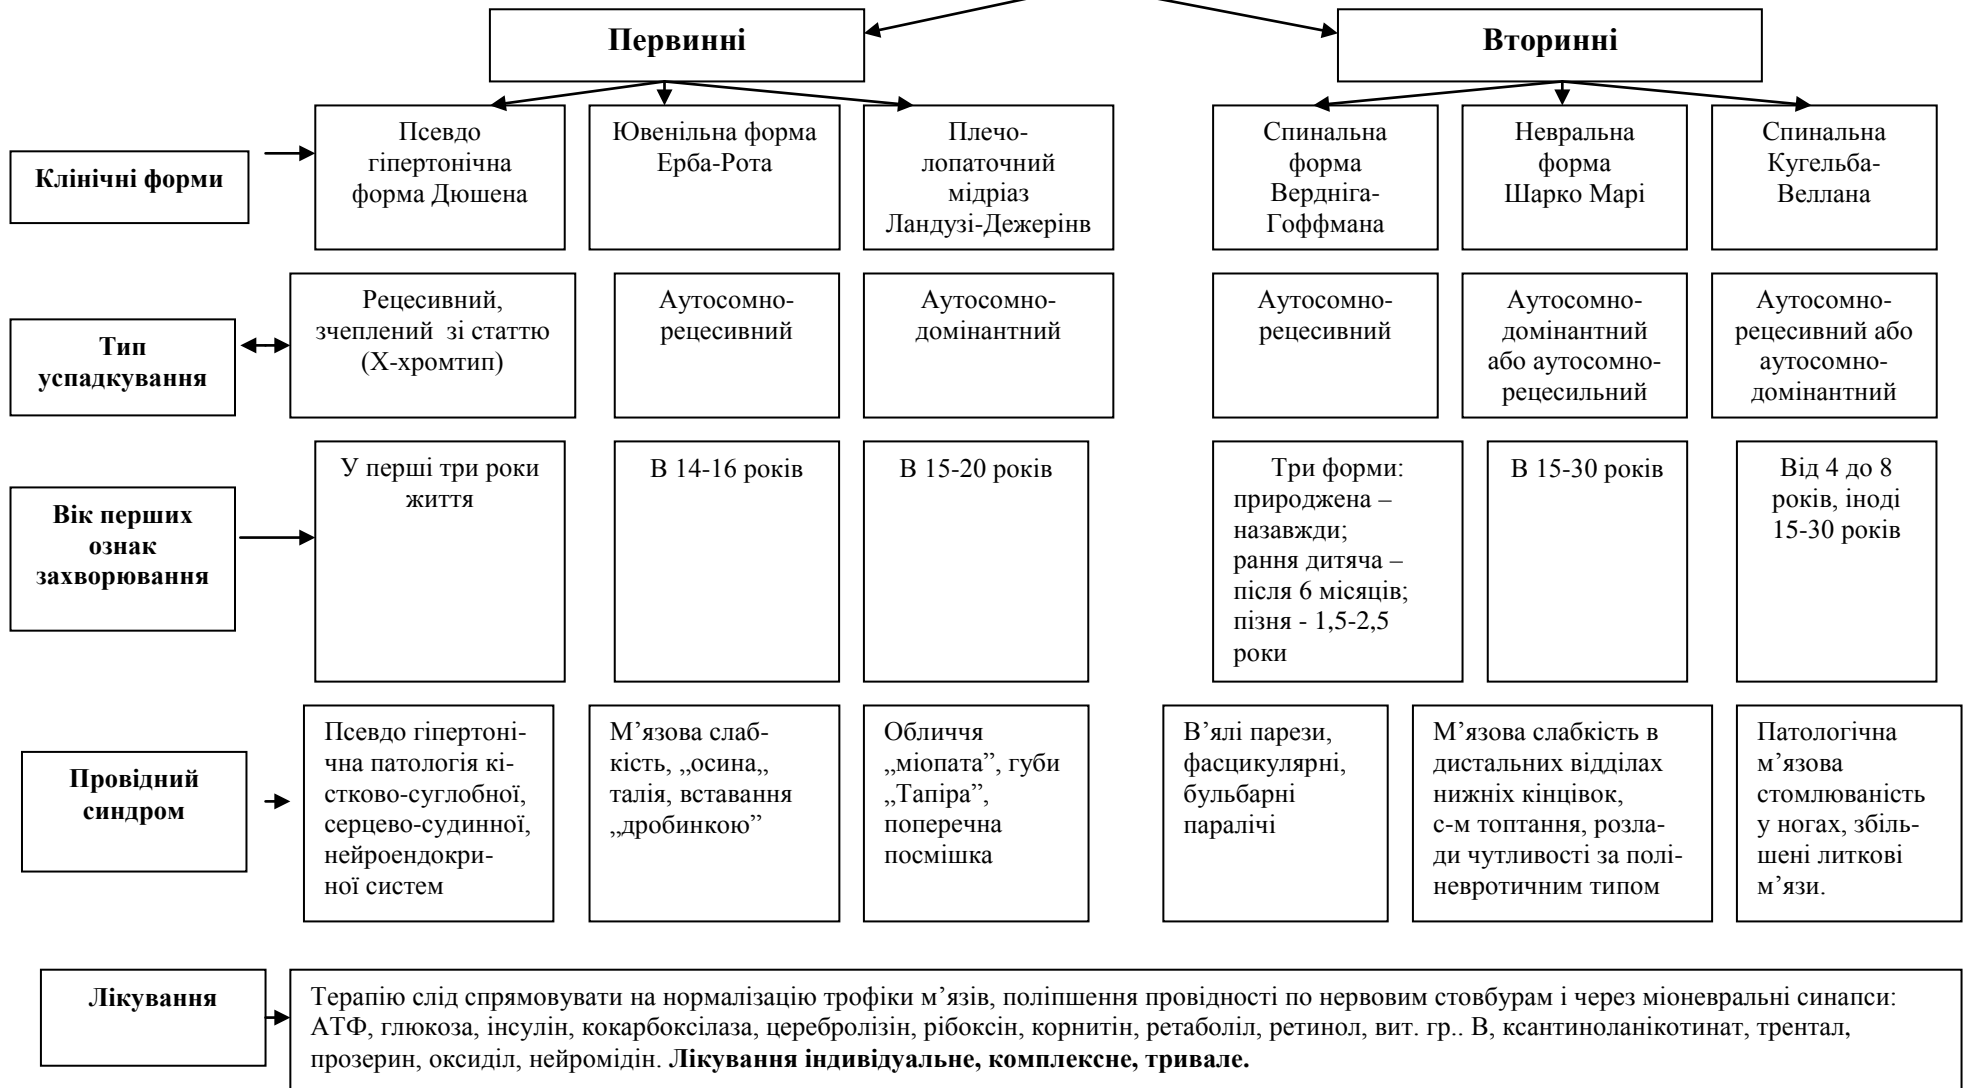 Первинні
Вторинні
Клінічні форми
Псевдо
гіпертонічна
форма Дюшена
Ювенільна форма
Ерба-Рота
Плечо-
лопаточний
мідріаз
Ландузі-Дежерінв
Спинальна
форма
Вердніга-
Гоффмана
Невральна
форма
Шарко Марі
Спинальна
Кугельба-
Веллана
Тип
успадкування
Рецесивний,
зчеплений зі статтю
(Х-хромтип)
Аутосомно-
рецесивний
Аутосомно-
домінантний
Аутосомно-
рецесивний
Аутосомно-
домінантний
або аутосомно-
рецесильний
Аутосомно-
рецесивний або
аутосомно-
домінантний
Вік перших
ознак
захворювання
У перші три роки
життя
В 14-16 років
В 15-20 років
Три форми:
природжена –
назавжди;
рання дитяча –
після 6 місяців;
пізня - 1,5-2,5
роки
В 15-30 років
Від 4 до 8
років, іноді
15-30 років
Провідний
синдром
Псевдо гіпертоні-
чна патологія кі-
стково-суглобної,
серцево-судинної,
нейроендокри-
ної систем
М’язова слаб-
кість, „осина„
талія, вставання
„дробинкою”
Обличчя
„міопата”, губи
„Тапіра”,
поперечна
посмішка
В’ялі парези,
фасцикулярні,
бульбарні
паралічі
М’язова слабкість в
дистальних відділах
нижніх кінцівок,
с-м топтання, розла-
ди чутливості за полі-
невротичним типом
Патологічна
м’язова
стомлюваність
у ногах, збіль-
шені литкові
м’язи.
Лікування
Терапію слід спрямовувати на нормалізацію трофіки м’язів, поліпшення провідності по нервовим стовбурам і через міоневральні синапси:
АТФ, глюкоза, інсулін, кокарбоксілаза, церебролізін, рібоксін, корнитін, ретаболіл, ретинол, вит. гр.. В, ксантиноланікотинат, трентал,
прозерин, оксиділ, нейромідін. Лікування індивідуальне, комплексне, тривале.